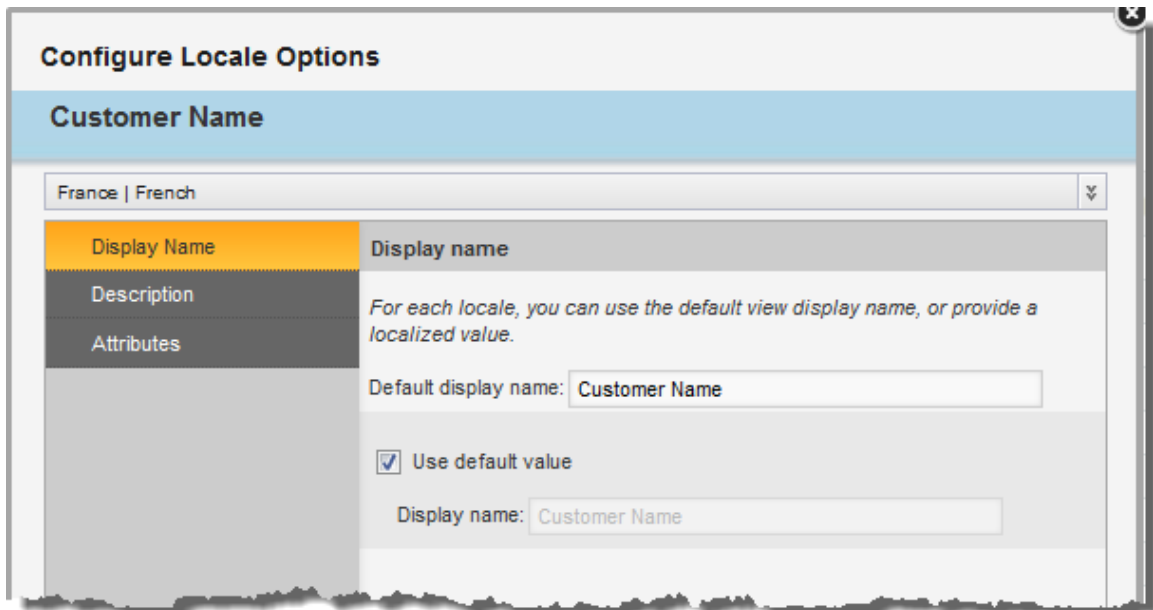 Configure Locale Options
Customer Name
France | French
Display Name
Description
Attributes
Display name
For each locale, you can use the default view display name, or provide a
localized value.
Default display name: Customer Name
Use default value
Display name: Customer Name